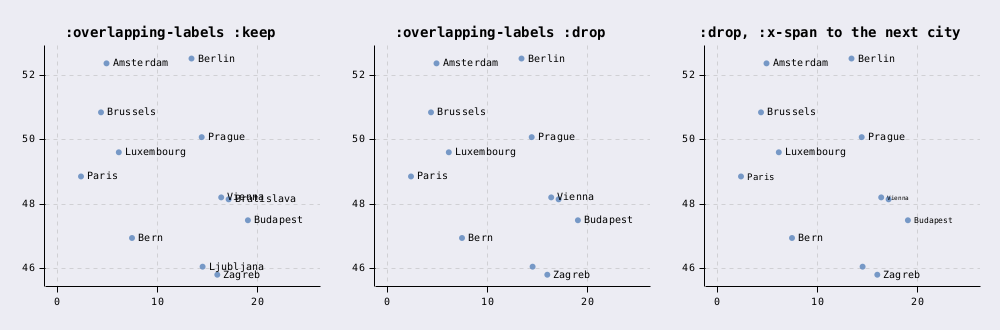 :overlapping-labels :keep
52
50
48
46
0
10
20
Amsterdam
Berlin
Brussels
Prague
Luxembourg
Paris
Vienna
Bratislava
Budapest
Bern
Ljubljana
Zagreb
:overlapping-labels :drop
52
50
48
46
0
10
20
Amsterdam
Berlin
Brussels
Prague
Luxembourg
Paris
Vienna
Budapest
Bern
Zagreb
:drop, :x-span to the next city
52
50
48
46
0
10
20
Amsterdam
Berlin
Brussels
Prague
Luxembourg
Paris
Vienna
Budapest
Bern
Zagreb